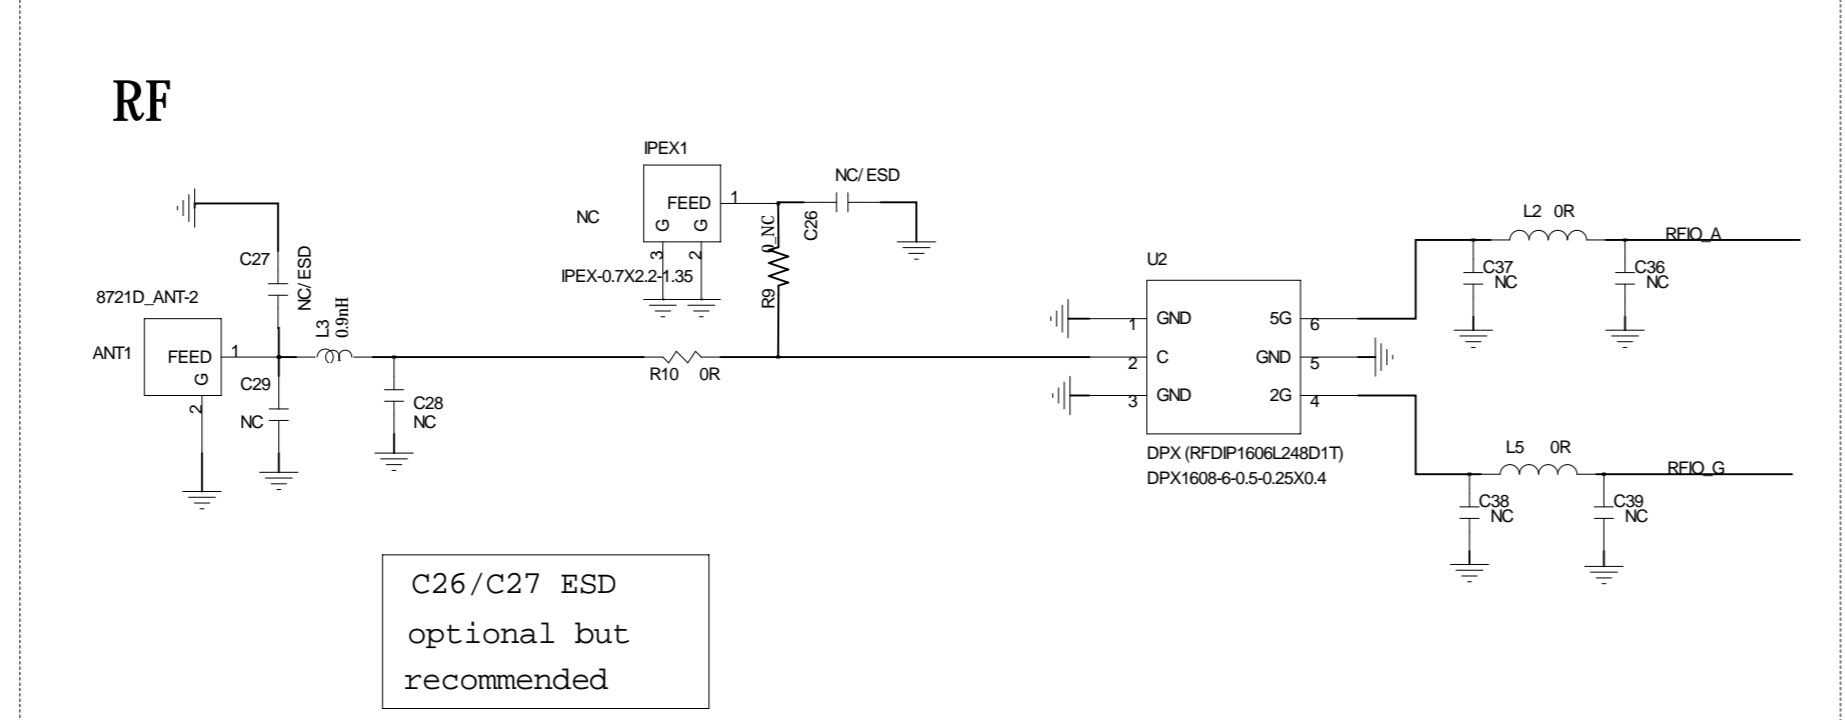 RF
IPEX1
NC/ESD
FEED
1
NC
G
G
3
2
IPEX-0.7X2.2-1.35
0_NC
R9
C26
C27
NC/ESD
8721D_ANT-2
ANT1
FEED
1
G
2
C29
NC
L3
0.9nH
C28
NC
R10 0R
U2
1
GND
2
C
3
GND
5G
6
GND
5
2G
4
DPX (RFDIP1606L248D1T)
DPX1608-6-0.5-0.25X0.4
L2 0R
RFIO_A
C37
NC
C36
NC
L5 0R
RFIO_G
C38
NC
C39
NC
C26/C27 ESD
optional but
recommended